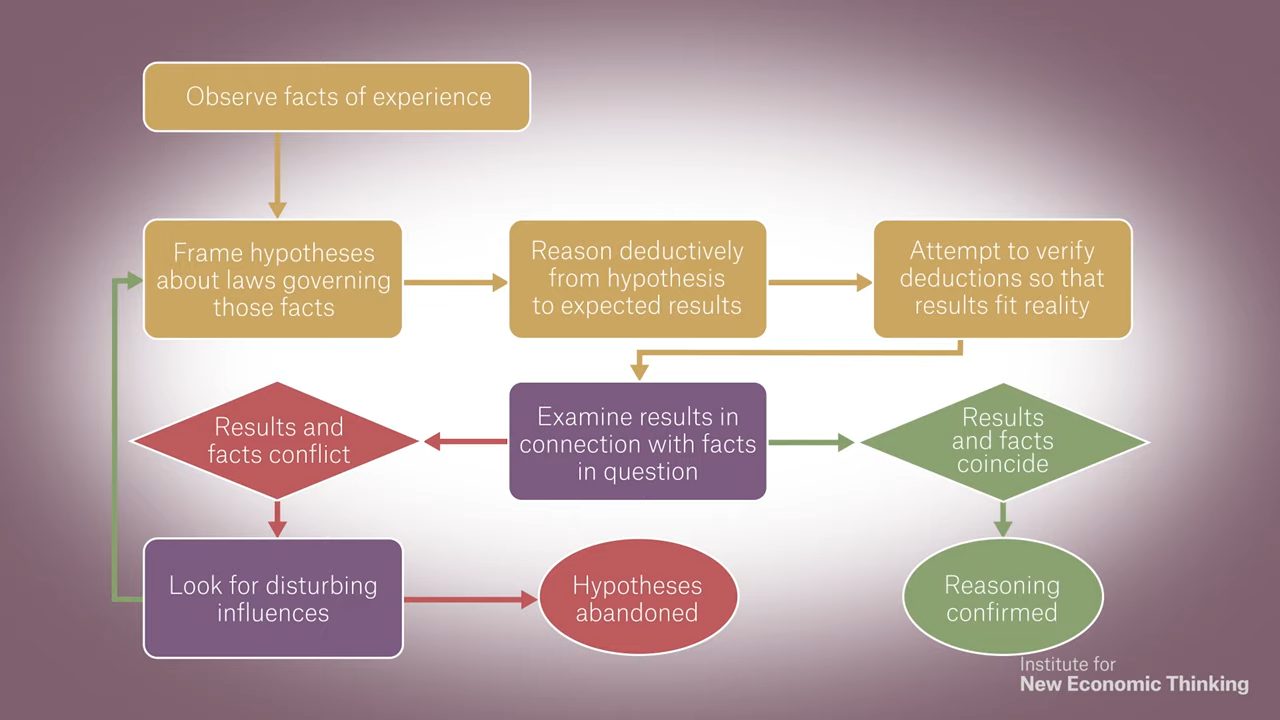 Observe facts of experience
Frame hypotheses
about laws governing
those facts
Reason deductively
from hypothesis
to expected results
Attempt to verify
deductions so that
results fit reality
Results and
facts conflict
Examine results in
connection with facts
in question
Results
and facts
coincide
Look for disturbing
influences
Hypotheses
abandoned
Reasoning
confirmed
Institute for
New Economic Thinking